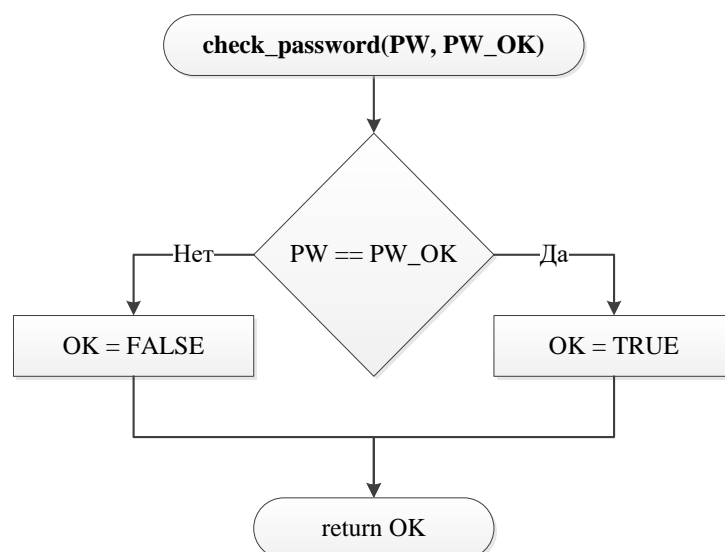 check_password(PW, PW_OK)
PW == PW_OK
Нет
Да
OK = FALSE
OK = TRUE
return OK